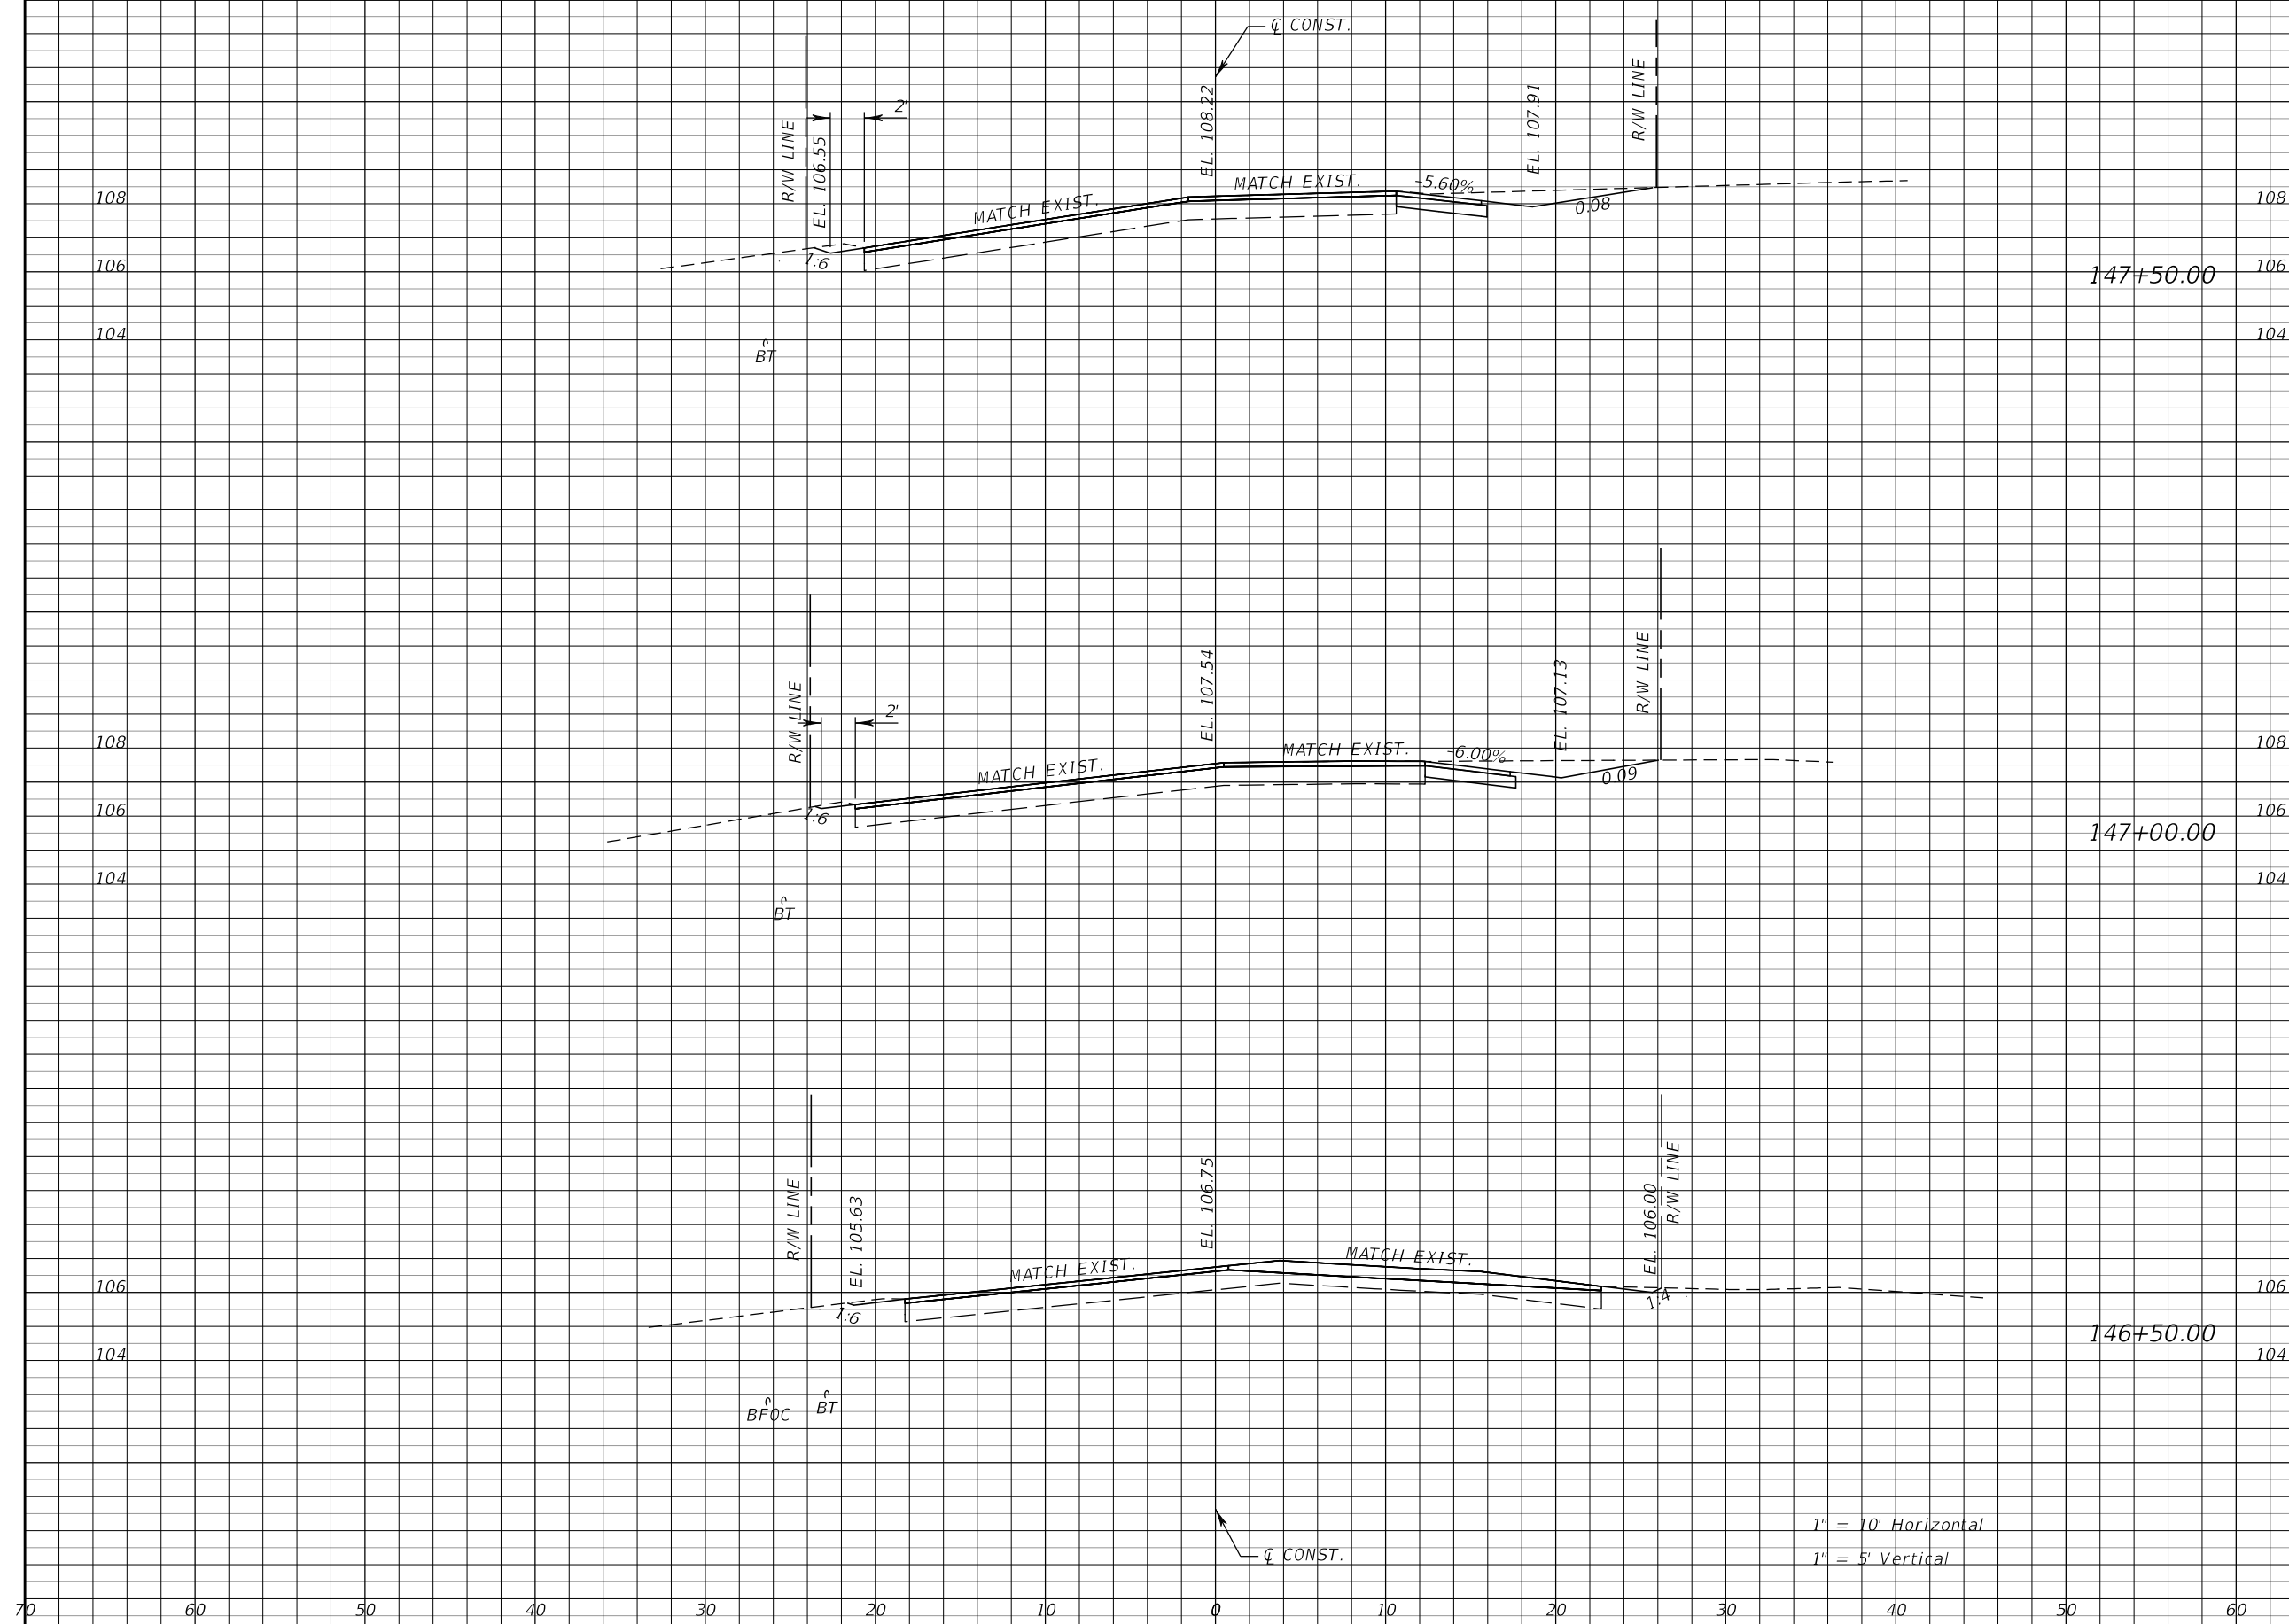 ℄ CONST.
R/W LINE
EL. 106.55
2'
EL. 108.22
EL. 107.91
R/W LINE
MATCH EXIST.
MATCH EXIST.
-5.60%
0.08
1:6
108
108
106
106
147+50.00
104
104
BT
R/W LINE
2'
EL. 107.54
EL. 107.13
R/W LINE
108
108
MATCH EXIST.
MATCH EXIST.
-6.00%
0.09
1:6
106
106
147+00.00
104
104
BT
R/W LINE
EL. 105.63
EL. 106.75
EL. 106.00
R/W LINE
MATCH EXIST.
MATCH EXIST.
106
106
1:6
1:4
146+50.00
104
104
BFOC
BT
℄ CONST.
1" = 10' Horizontal
1" = 5' Vertical
70 60 50 40 30 20 10 0 10 20 30 40 50 60